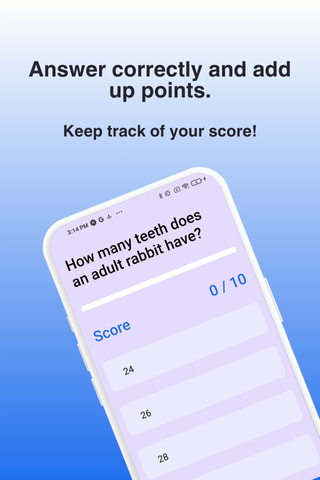 Answer correctly and add
up points.
Keep track of your score!
3:14 PM
How many teeth does
an adult rabbit have?
Score 0 / 10
24
26
28